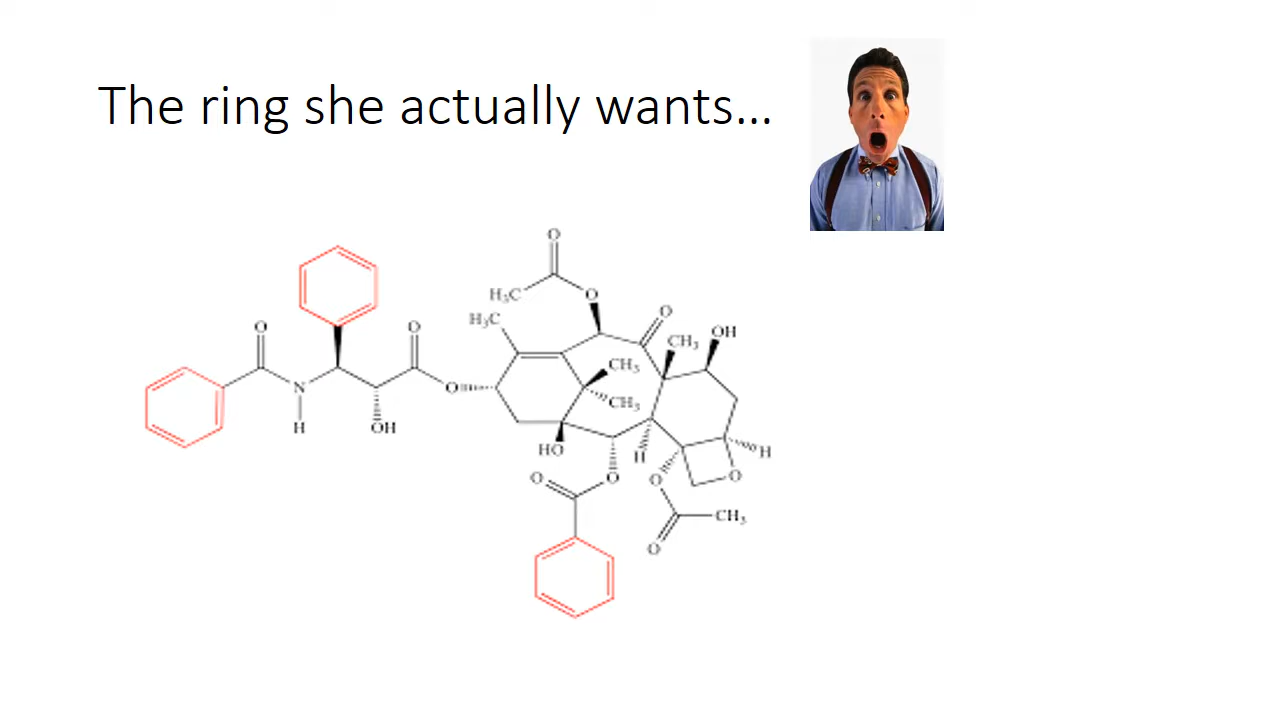 The ring she actually wants...
O
H₃C
O
H₃C
O
OH
CH₃
O
O
CH₃
N
O
CH₃
H
OH
HO
H
H
O
O
O
O
CH₃
O